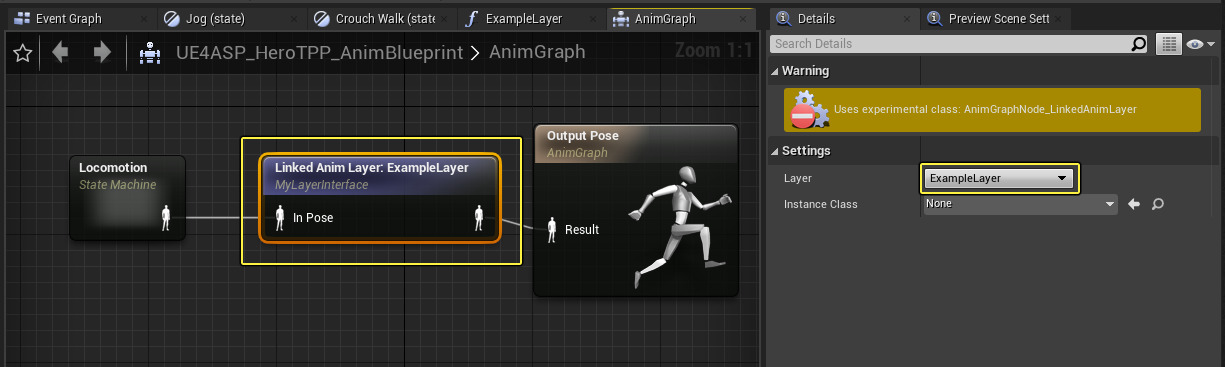 Event Graph
Jog (state)
Crouch Walk (state
ExampleLayer
AnimGraph
UE4ASP_HeroTPP_AnimBlueprint > AnimGraph
Zoom 1:1
Locomotion
State Machine
Linked Anim Layer: ExampleLayer
MyLayerInterface
In Pose
Output Pose
AnimGraph
Result
Details
Preview Scene Sett
Search Details
Warning
Uses experimental class: AnimGraphNode_LinkedAnimLayer
Settings
Layer
ExampleLayer
Instance Class
None